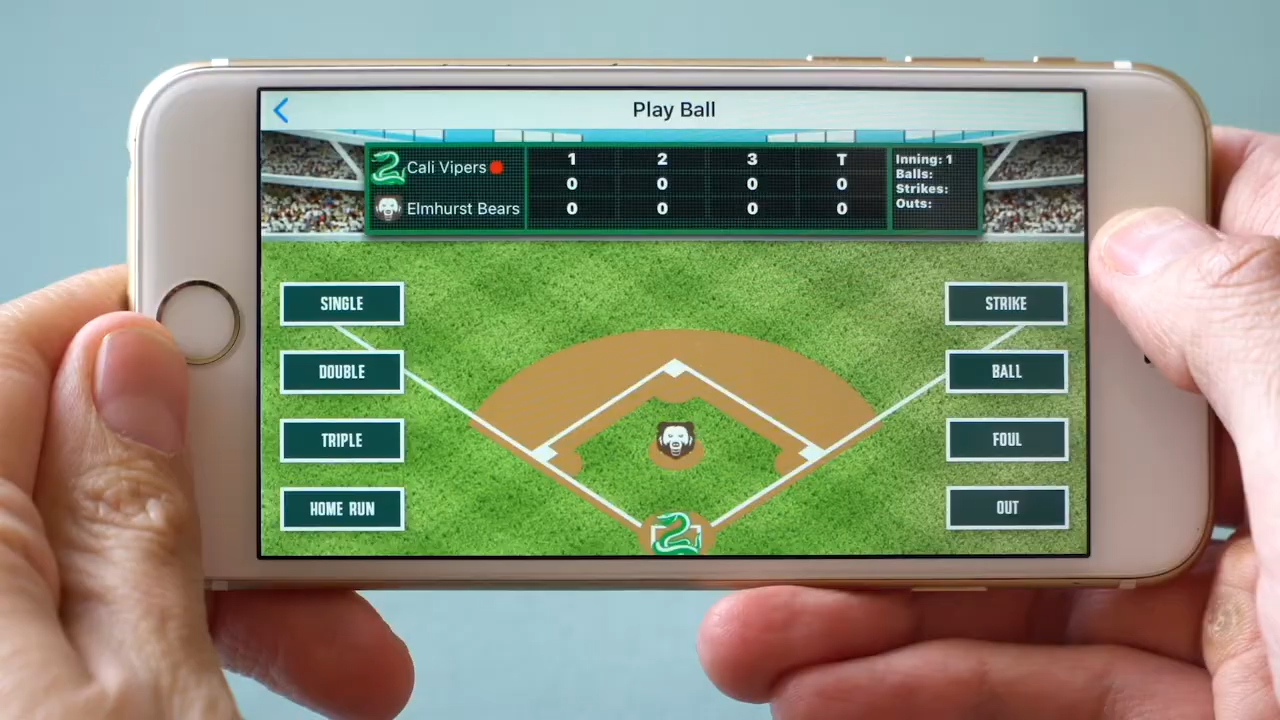 Play Ball
Cali Vipers
Elmhurst Bears
1 2 3 T
0 0 0 0
0 0 0 0
Inning: 1
Balls:
Strikes:
Outs:
SINGLE
DOUBLE
TRIPLE
HOME RUN
STRIKE
BALL
FOUL
OUT